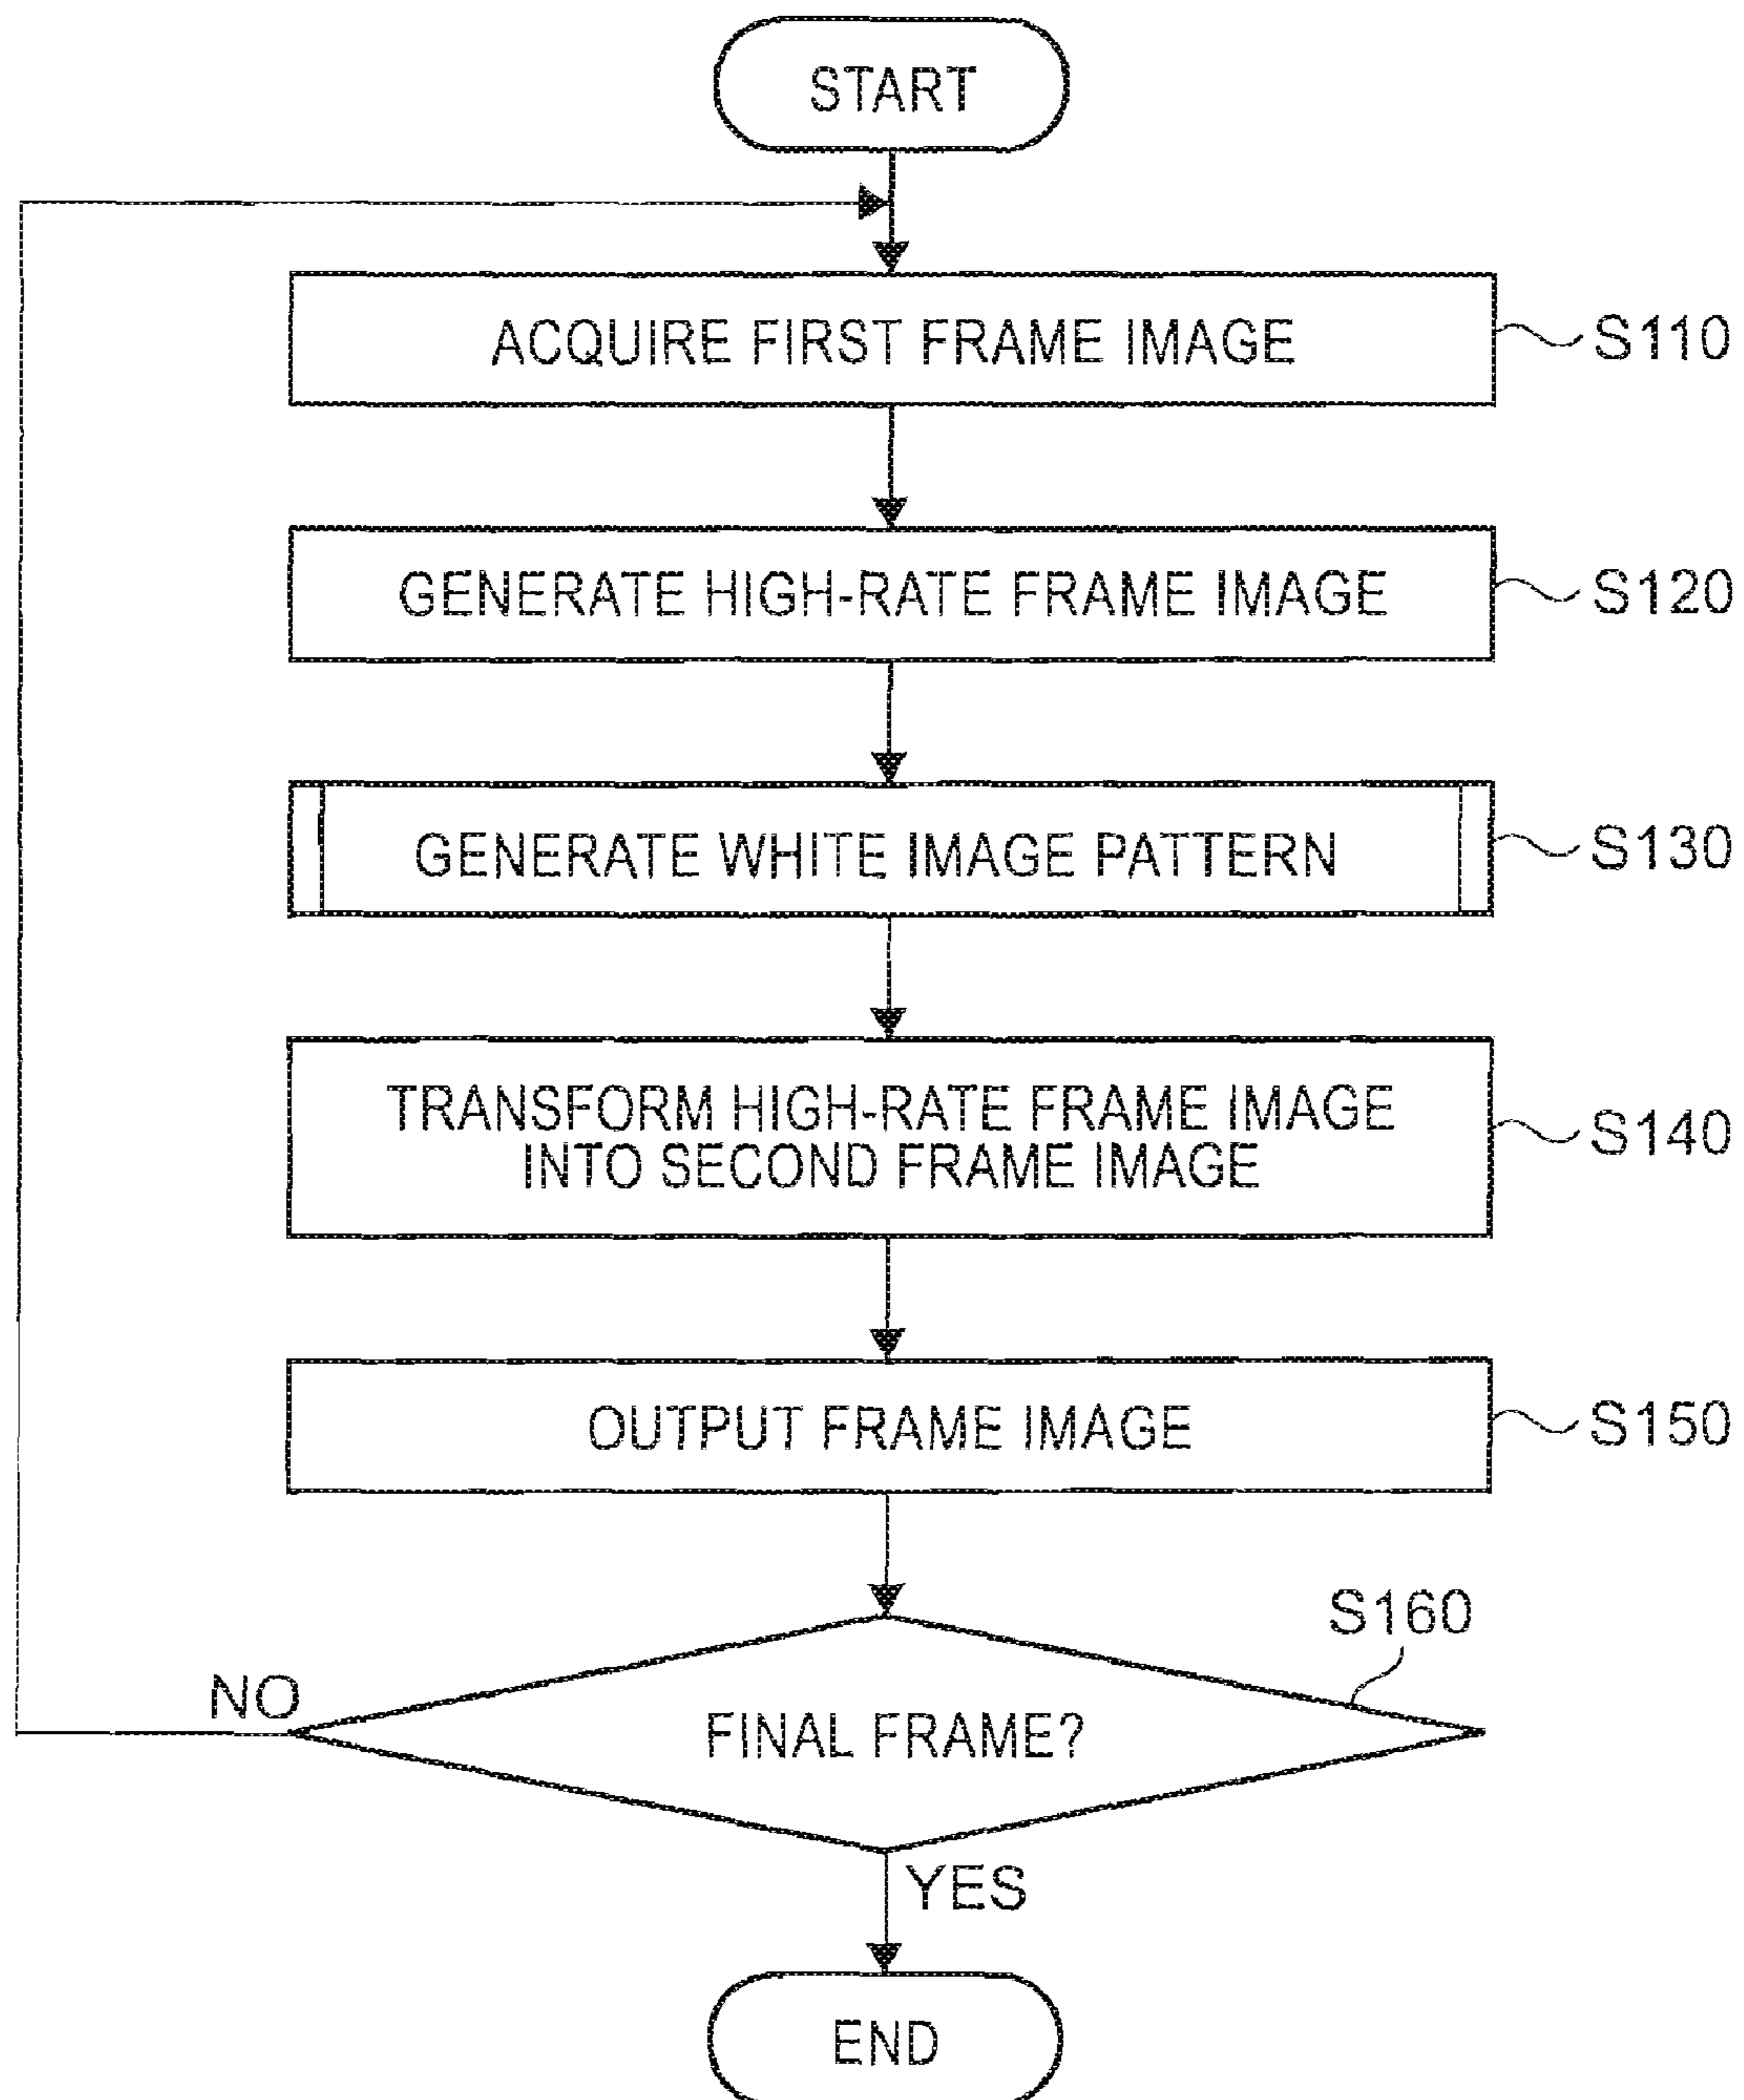 START
ACQUIRE FIRST FRAME IMAGE
S110
GENERATE HIGH-RATE FRAME IMAGE
S120
GENERATE WHITE IMAGE PATTERN
S130
TRANSFORM HIGH-RATE FRAME IMAGE
INTO SECOND FRAME IMAGE
S140
OUTPUT FRAME IMAGE
S150
S160
NO
FINAL FRAME?
YES
END